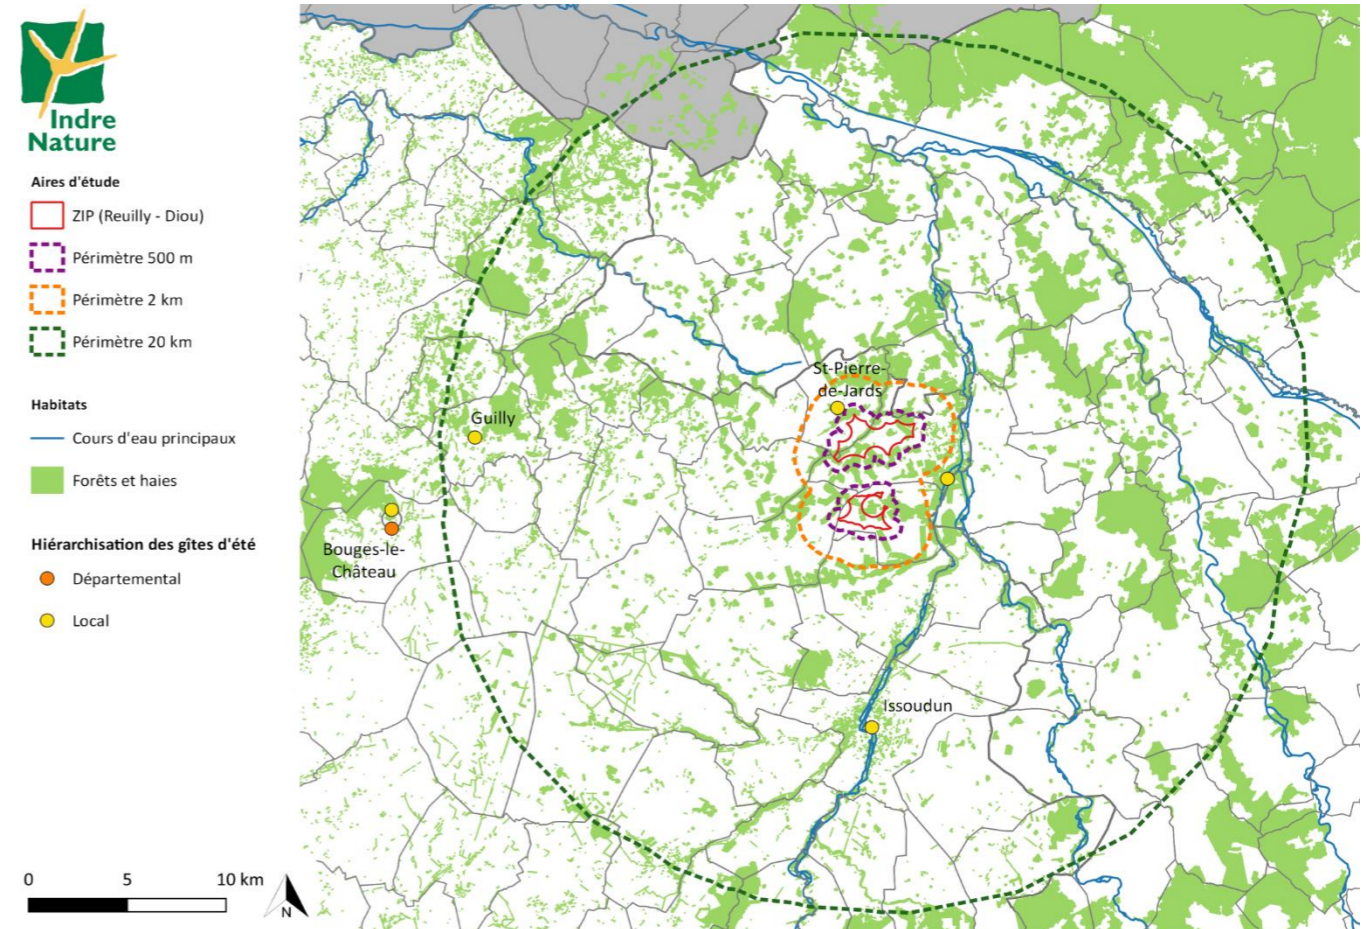 Indre
Nature
Aires d'étude
ZIP (Reuilly - Diou)
Périmètre 500 m
Périmètre 2 km
Périmètre 20 km
Habitats
Cours d'eau principaux
Forêts et haies
Hiérarchisation des gîtes d'été
Départemental
Local
0 5 10 km
N
St-Pierre-
de-Jards
Guilly
Bouges-le-
Château
Issoudun